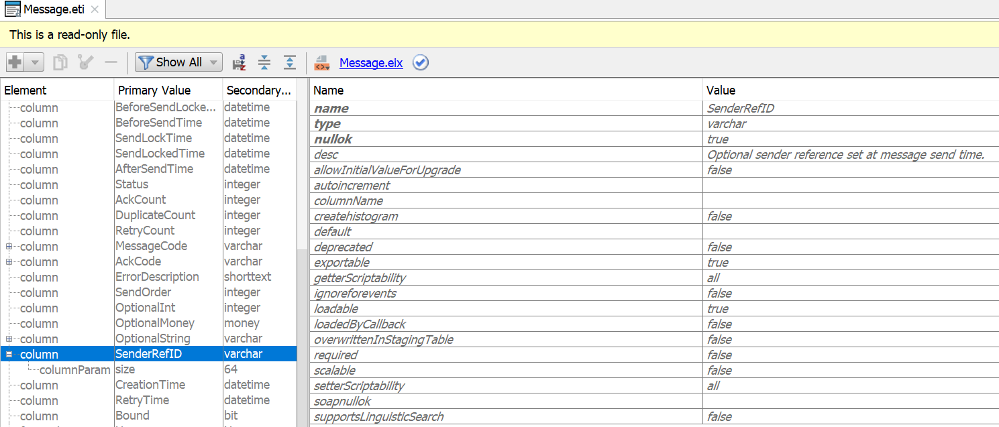 Message.eti
This is a read-only file.
Show All Message.eix
Element Primary Value Secondary... Name Value
column BeforeSendLocke... datetime name SenderRefID
column BeforeSendTime datetime type varchar
column SendLockTime datetime nullok true
column SendLockedTime datetime desc Optional sender reference set at message send time.
column AfterSendTime datetime allowInitialValueForUpgrade false
column Status integer autoincrement
column AckCount integer columnName
column DuplicateCount integer createhistogram false
column RetryCount integer default
column MessageCode varchar deprecated false
column AckCode varchar exportable true
column ErrorDescription shorttext getterScriptability all
column SendOrder integer ignoreforevents false
column OptionalInt integer loadable true
column OptionalMoney money loadedByCallback false
column OptionalString varchar overwrittenInStagingTable false
column SenderRefID varchar required false
columnParam size 64 scalable false
column CreationTime datetime setterScriptability all
column RetryTime datetime soapnullok
column Bound bit supportsLinguisticSearch false